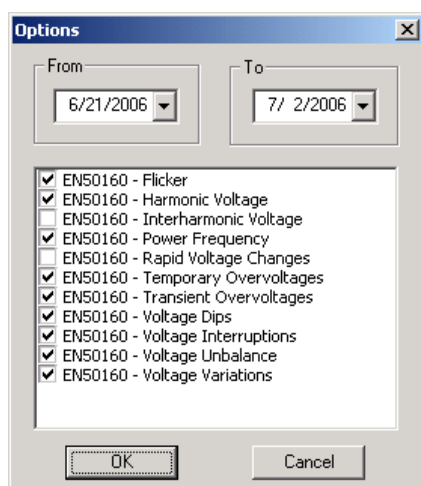 Options
From
To
6/21/2006
7/ 2/2006
EN50160 - Flicker
EN50160 - Harmonic Voltage
EN50160 - Interharmonic Voltage
EN50160 - Power Frequency
EN50160 - Rapid Voltage Changes
EN50160 - Temporary Overvoltages
EN50160 - Transient Overvoltages
EN50160 - Voltage Dips
EN50160 - Voltage Interruptions
EN50160 - Voltage Unbalance
EN50160 - Voltage Variations
OK
Cancel